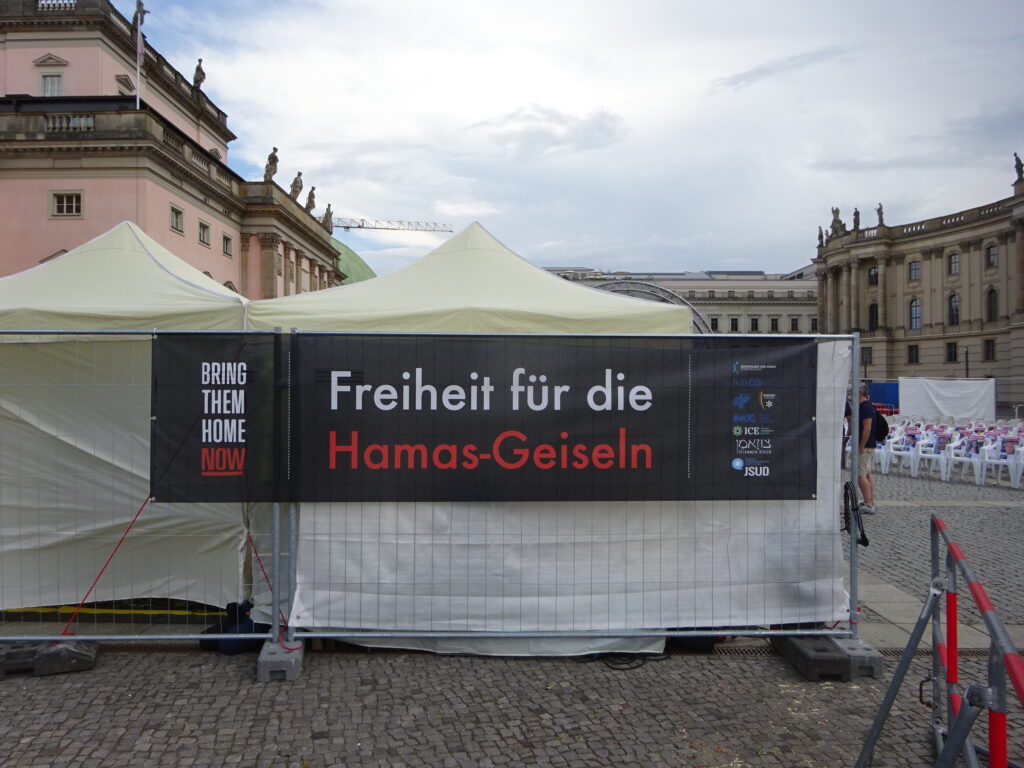 BRING
THEM
HOME
NOW
Freiheit für die
Hamas-Geiseln
ICE
JSUD